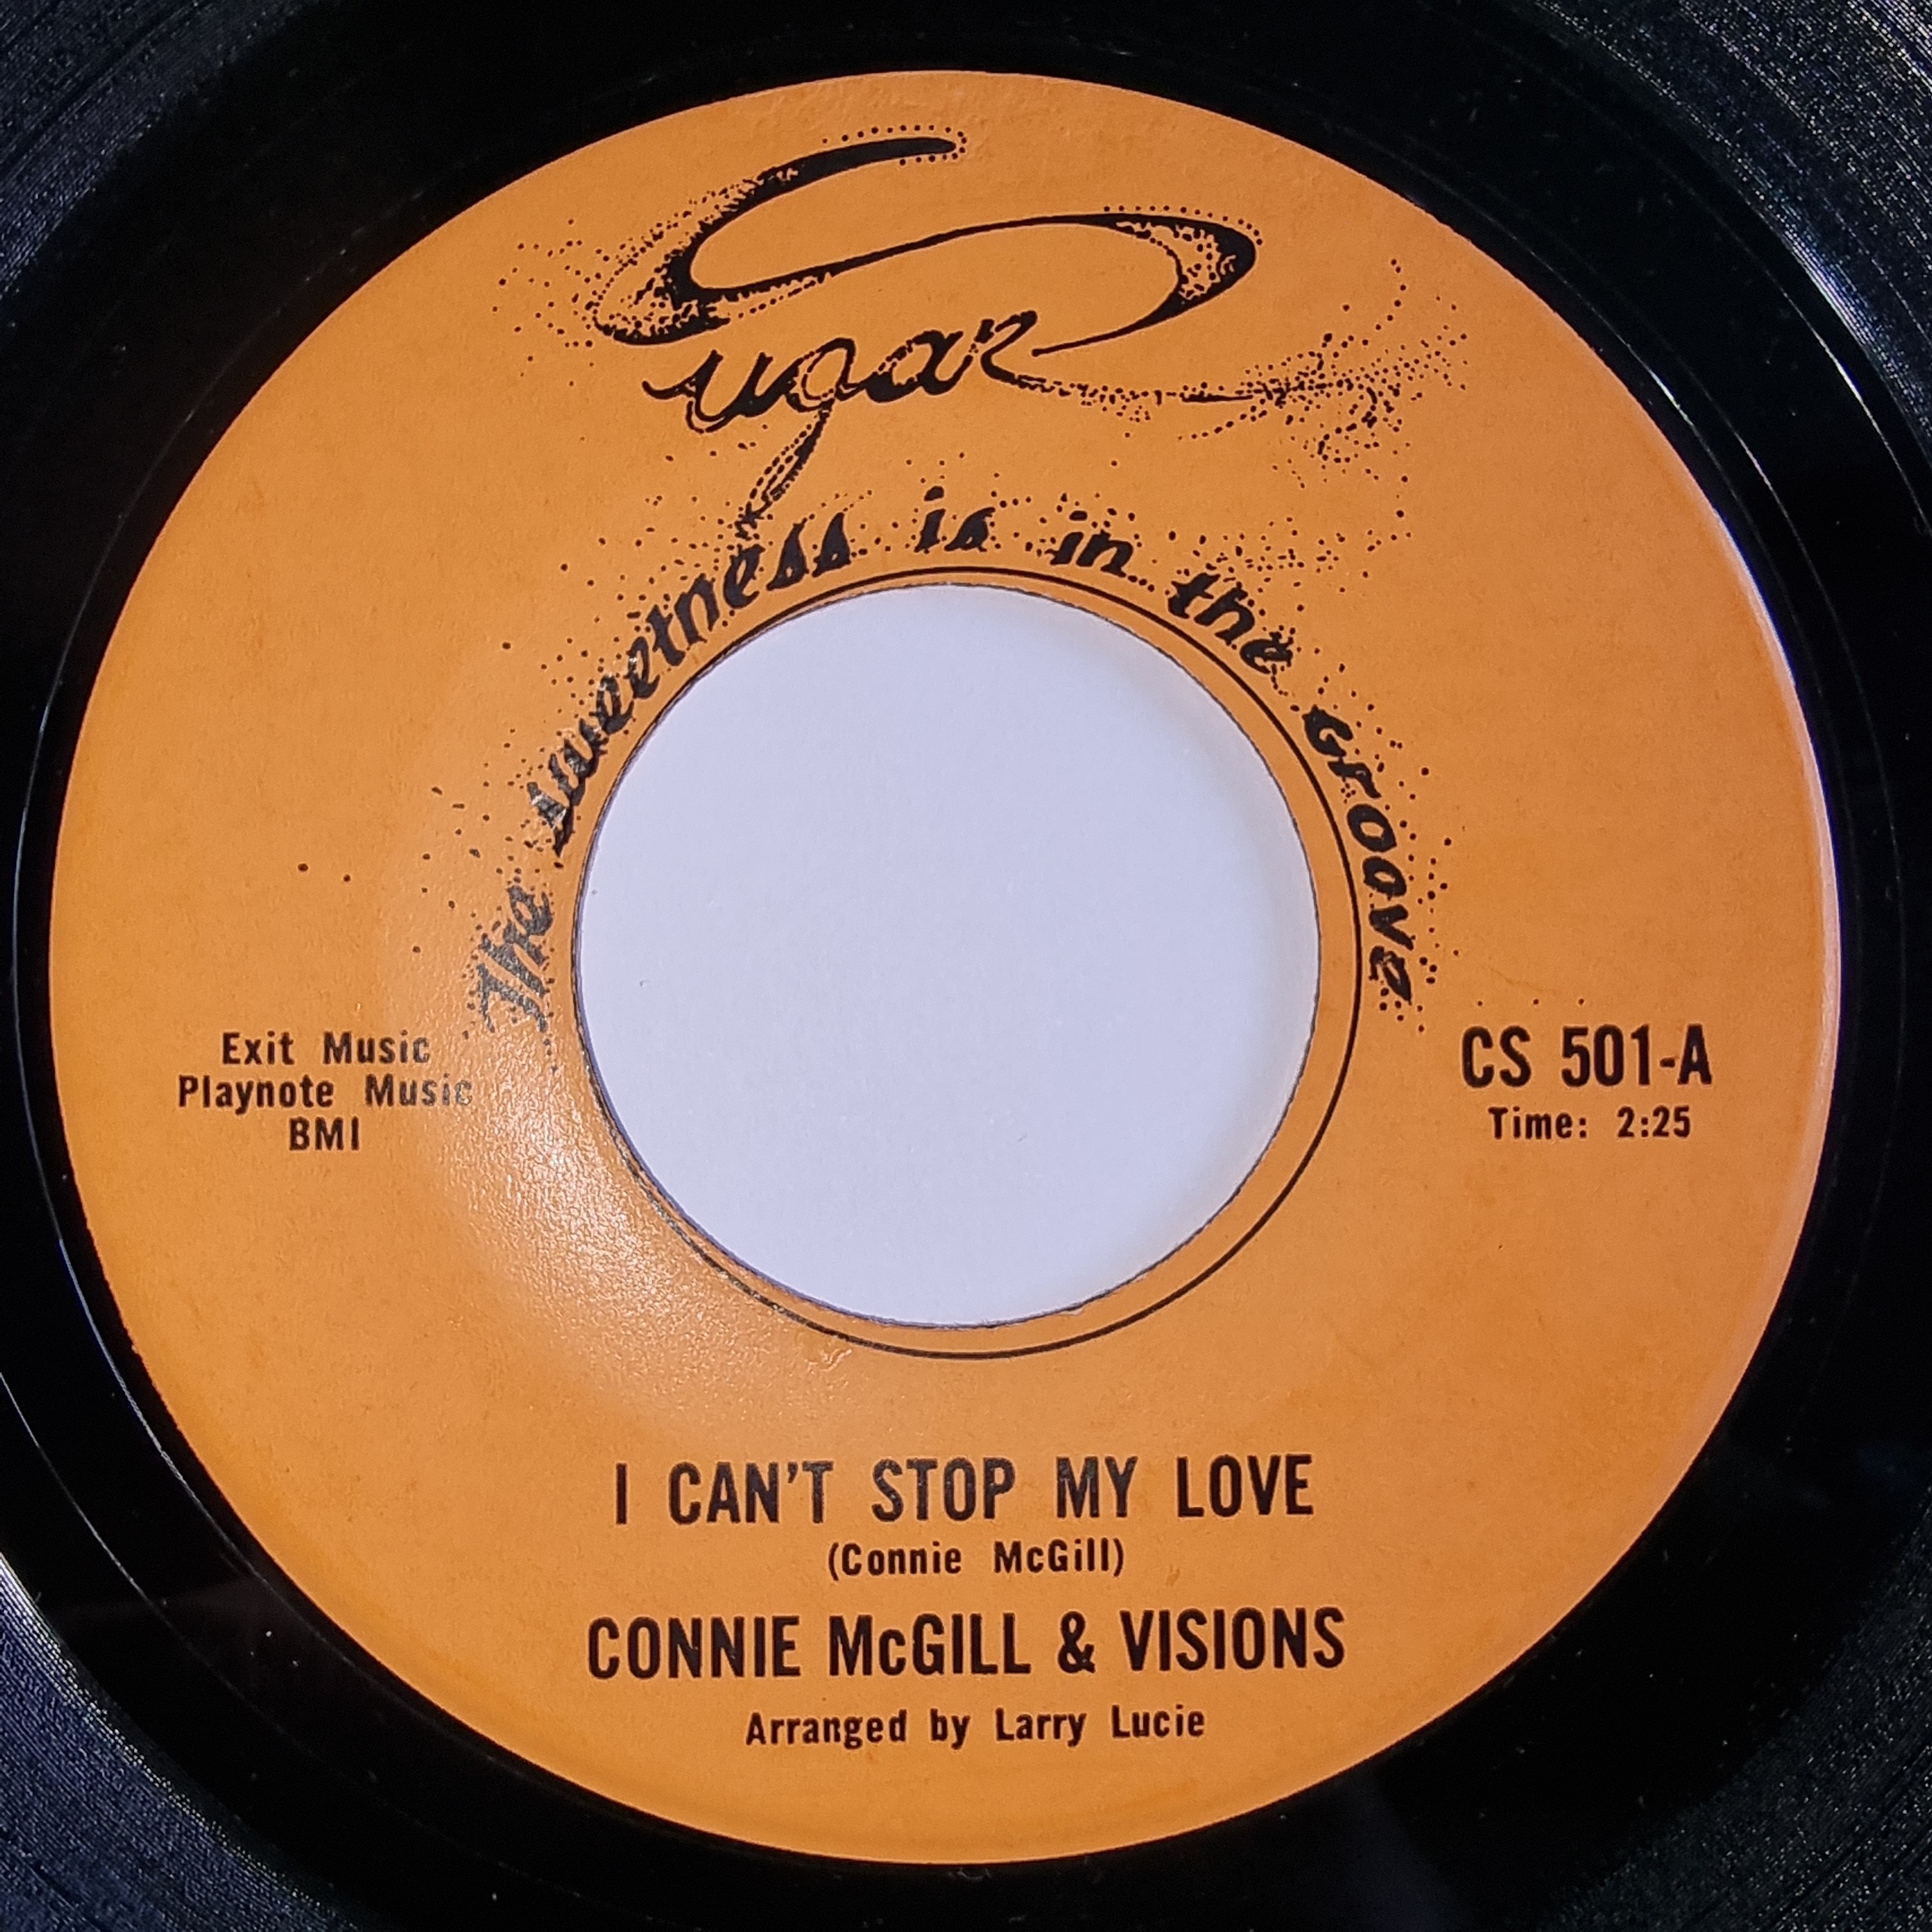 Sugar
The sweetness is in the groove
Exit Music
Playnote Music
BMI
CS 501-A
Time: 2:25
I CAN'T STOP MY LOVE
(Connie McGill)
CONNIE McGILL & VISIONS
Arranged by Larry Lucie